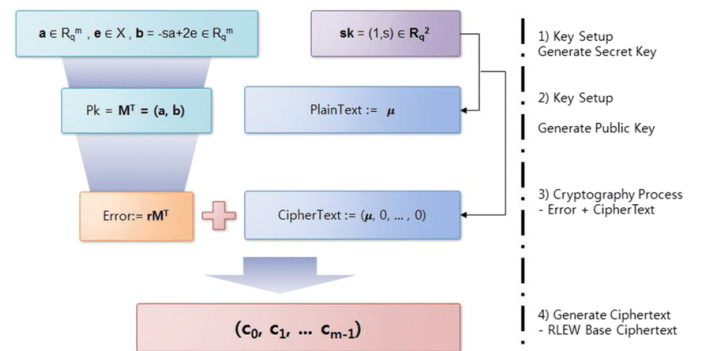 a ∈ R_q^m , e ∈ X , b = -sa+2e ∈ R_q^m
sk = (1,s) ∈ R_q^2
1) Key Setup
Generate Secret Key
Pk = M^T = (a, b)
PlainText := μ
2) Key Setup
Generate Public Key
Error:= rM^T
CipherText := (μ, 0, ... , 0)
3) Cryptography Process
- Error + CipherText
(c_0, c_1, ... c_{m-1})
4) Generate Ciphertext
- RLEW Base Ciphertext